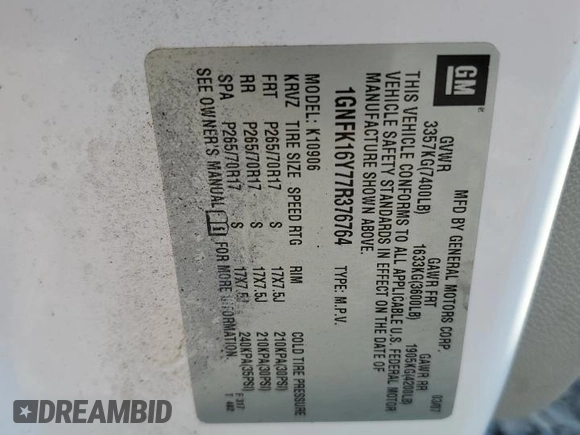 GM
MFD BY GENERAL MOTORS CORP. 03/07
GVWR GAWR FRT GAWR RR
3357KG(7400LB) 1633KG(3600LB) 1905KG(4200LB)
THIS VEHICLE CONFORMS TO ALL APPLICABLE U.S. FEDERAL MOTOR
VEHICLE SAFETY STANDARDS IN EFFECT ON THE DATE OF
MANUFACTURE SHOWN ABOVE.
1GNFK16Y77R376764 TYPE: M.P.V.
MODEL: K10906
KRVZ TIRE SIZE SPEED RTG RIM COLD TIRE PRESSURE
FRT P265/70R17 S 17X7.5J 210KPA(30PSI)
RR P265/70R17 S 17X7.5J 210KPA(30PSI)
SPA P265/70R17 S 17X7.5J 240KPA(35PSI)
SEE OWNER'S MANUAL FOR MORE INFORMATION. T 442 F 317
DREAMBID